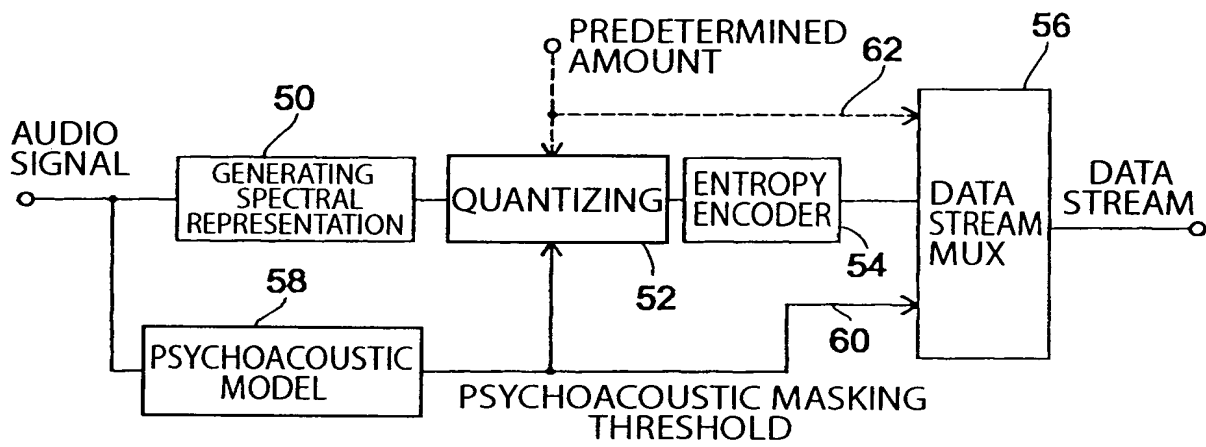 PREDETERMINED
AMOUNT
56
62
50
AUDIO
SIGNAL
GENERATING
SPECTRAL
REPRESENTATION
QUANTIZING
ENTROPY
ENCODER
DATA
STREAM
MUX
DATA
STREAM
54
52
58
60
PSYCHOACOUSTIC
MODEL
PSYCHOACOUSTIC MASKING
THRESHOLD